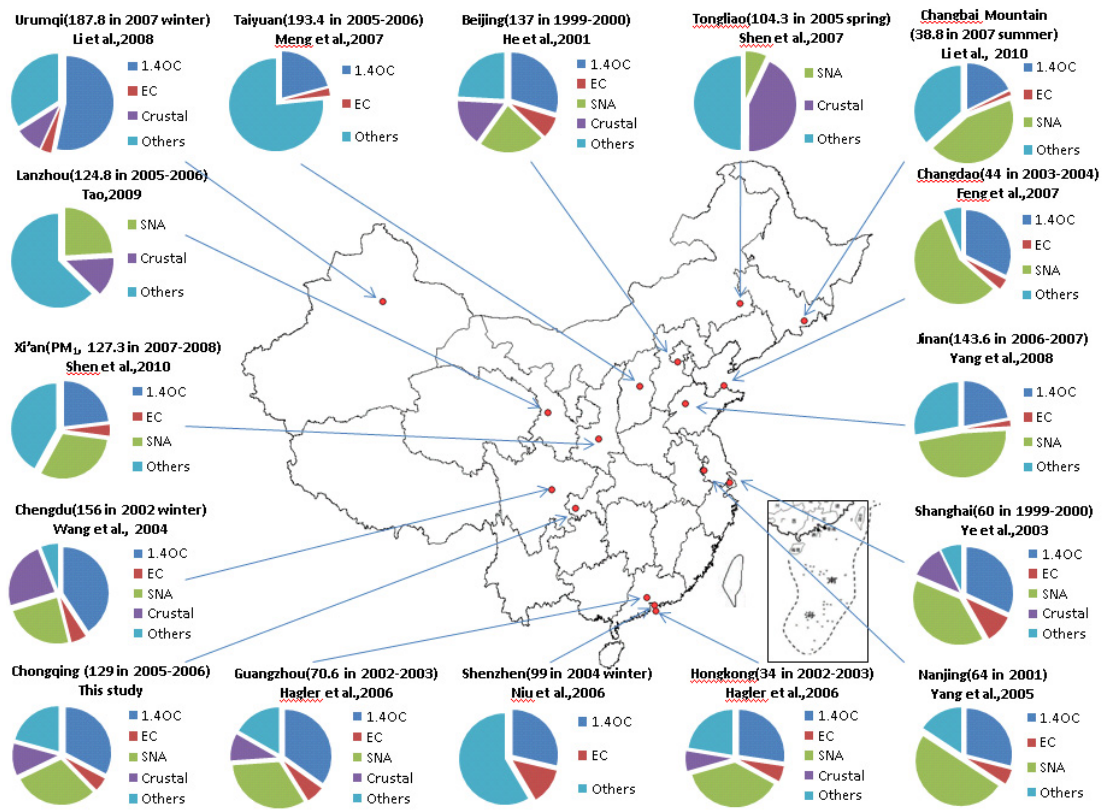 Urumqi(187.8 in 2007 winter)
Li et al.,2008
1.4OC
EC
Crustal
Others
Taiyuan(193.4 in 2005-2006)
Meng et al.,2007
1.4OC
EC
Others
Beijing(137 in 1999-2000)
He et al.,2001
1.4OC
EC
SNA
Crustal
Others
Tongliao(104.3 in 2005 spring)
Shen et al.,2007
SNA
Crustal
Others
Changbai Mountain
(38.8 in 2007 summer)
Li et al., 2010
1.4OC
EC
SNA
Others
Lanzhou(124.8 in 2005-2006)
Tao,2009
SNA
Crustal
Others
Changdao(44 in 2003-2004)
Feng et al.,2007
1.4OC
EC
SNA
Others
Xi'an(PM1, 127.3 in 2007-2008)
Shen et al.,2010
1.4OC
EC
SNA
Others
Jinan(143.6 in 2006-2007)
Yang et al.,2008
1.4OC
EC
SNA
Others
Chengdu(156 in 2002 winter)
Wang et al., 2004
1.4OC
EC
SNA
Crustal
Others
Shanghai(60 in 1999-2000)
Ye et al.,2003
1.4OC
EC
SNA
Crustal
Others
Chongqing (129 in 2005-2006)
This study
1.4OC
EC
SNA
Crustal
Others
Guangzhou(70.6 in 2002-2003)
Hagler et al.,2006
1.4OC
EC
SNA
Crustal
Others
Shenzhen(99 in 2004 winter)
Niu et al.,2006
1.4OC
EC
Others
Hongkong(34 in 2002-2003)
Hagler et al.,2006
1.4OC
EC
SNA
Crustal
Others
Nanjing(64 in 2001)
Yang et al.,2005
1.4OC
EC
SNA
Others